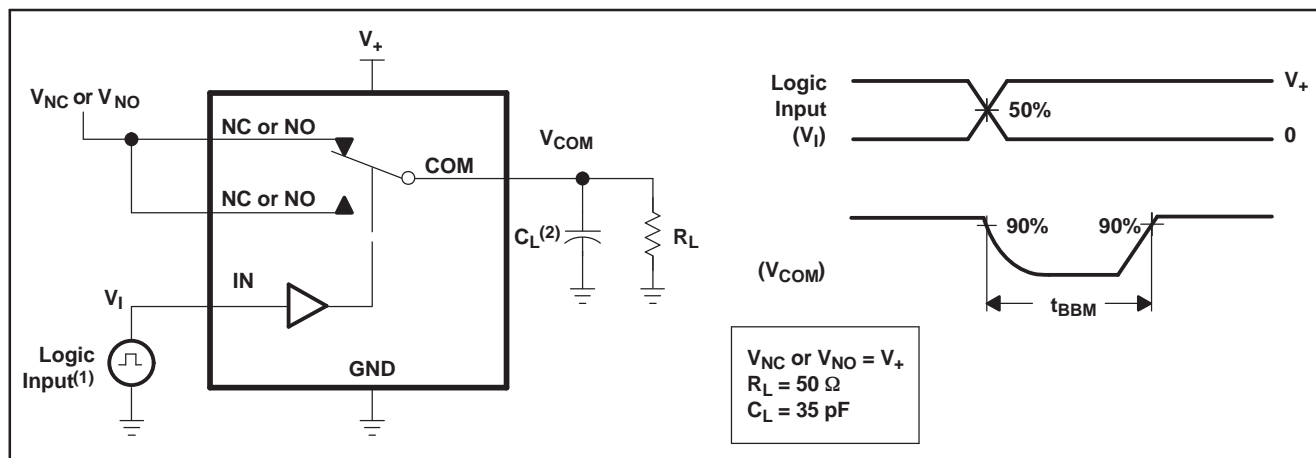 V+
VNC or VNO
NC or NO
VCOM
COM
NC or NO
CL(2)
RL
IN
VI
Logic
Input(1)
GND
Logic
Input
(VI)
V+
50%
0
90%
90%
(VCOM)
tBBM
VNC or VNO = V+
RL = 50 Ω
CL = 35 pF